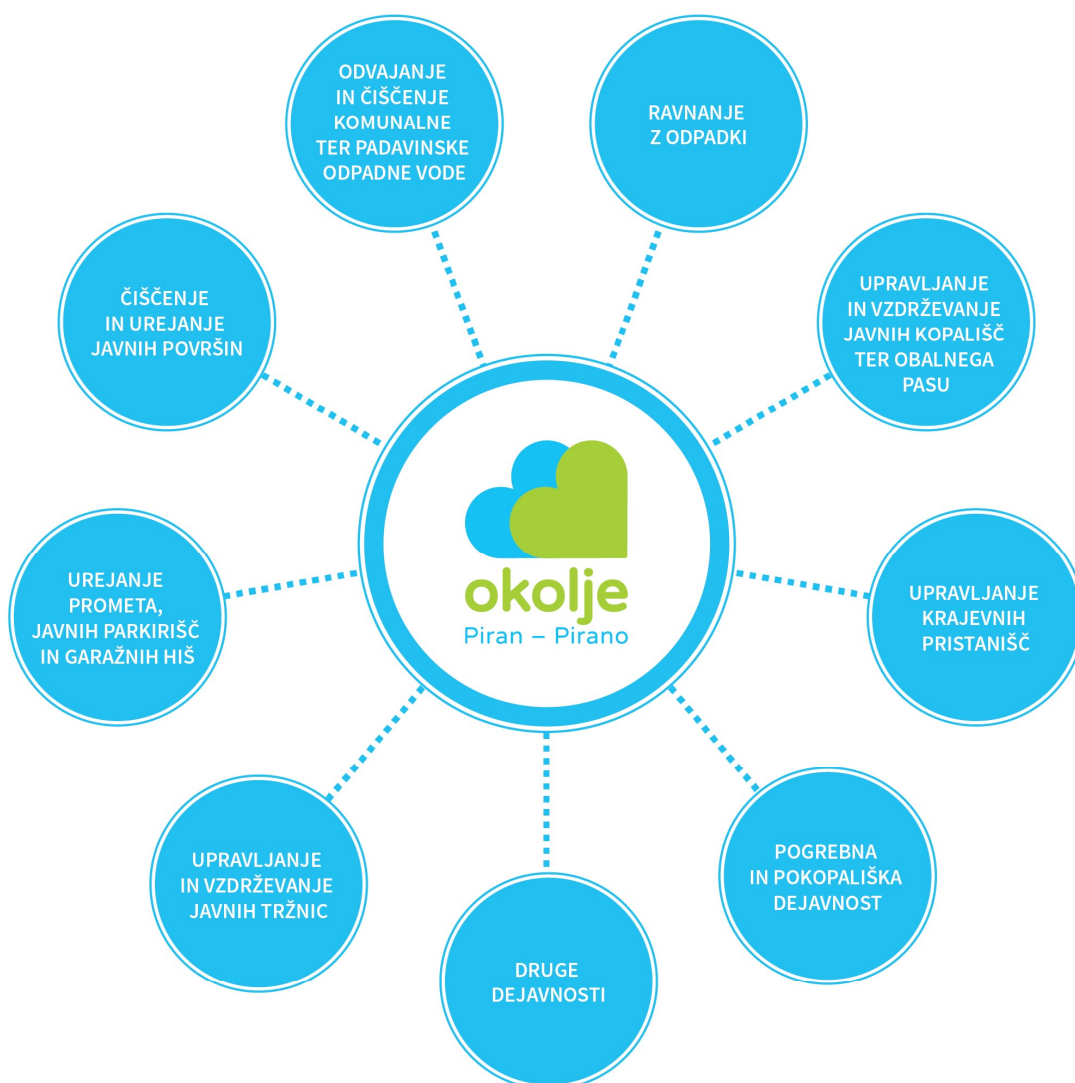 ODVAJANJE
IN ČIŠČENJE
KOMUNALNE
TER PADAVINSKE
ODPADNE VODE
RAVNANJE
Z ODPADKI
ČIŠČENJE
IN UREJANJE
JAVNIH POVRŠIN
UPRAVLJANJE
IN VZDRŽEVANJE
JAVNIH KOPALIŠČ
TER OBALNEGA
PASU
okolje
Piran – Pirano
UREJANJE
PROMETA,
JAVNIH PARKIRIŠČ
IN GARAŽNIH HIŠ
UPRAVLJANJE
KRAJEVNIH
PRISTANIŠČ
UPRAVLJANJE
IN VZDRŽEVANJE
JAVNIH TRŽNIC
POGREBNA
IN POKOPALIŠKA
DEJAVNOST
DRUGE
DEJAVNOSTI